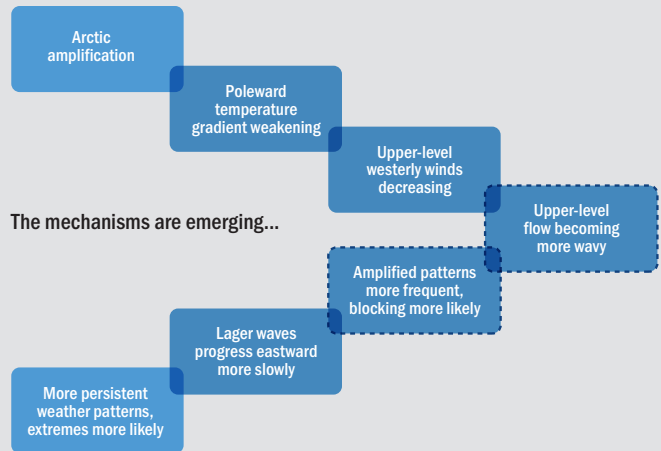 Arctic
amplification
Poleward
temperature
gradient weakening
Upper-level
westerly winds
decreasing
Upper-level
flow becoming
more wavy
The mechanisms are emerging...
Amplified patterns
more frequent,
blocking more likely
Lager waves
progress eastward
more slowly
More persistent
weather patterns,
extremes more likely